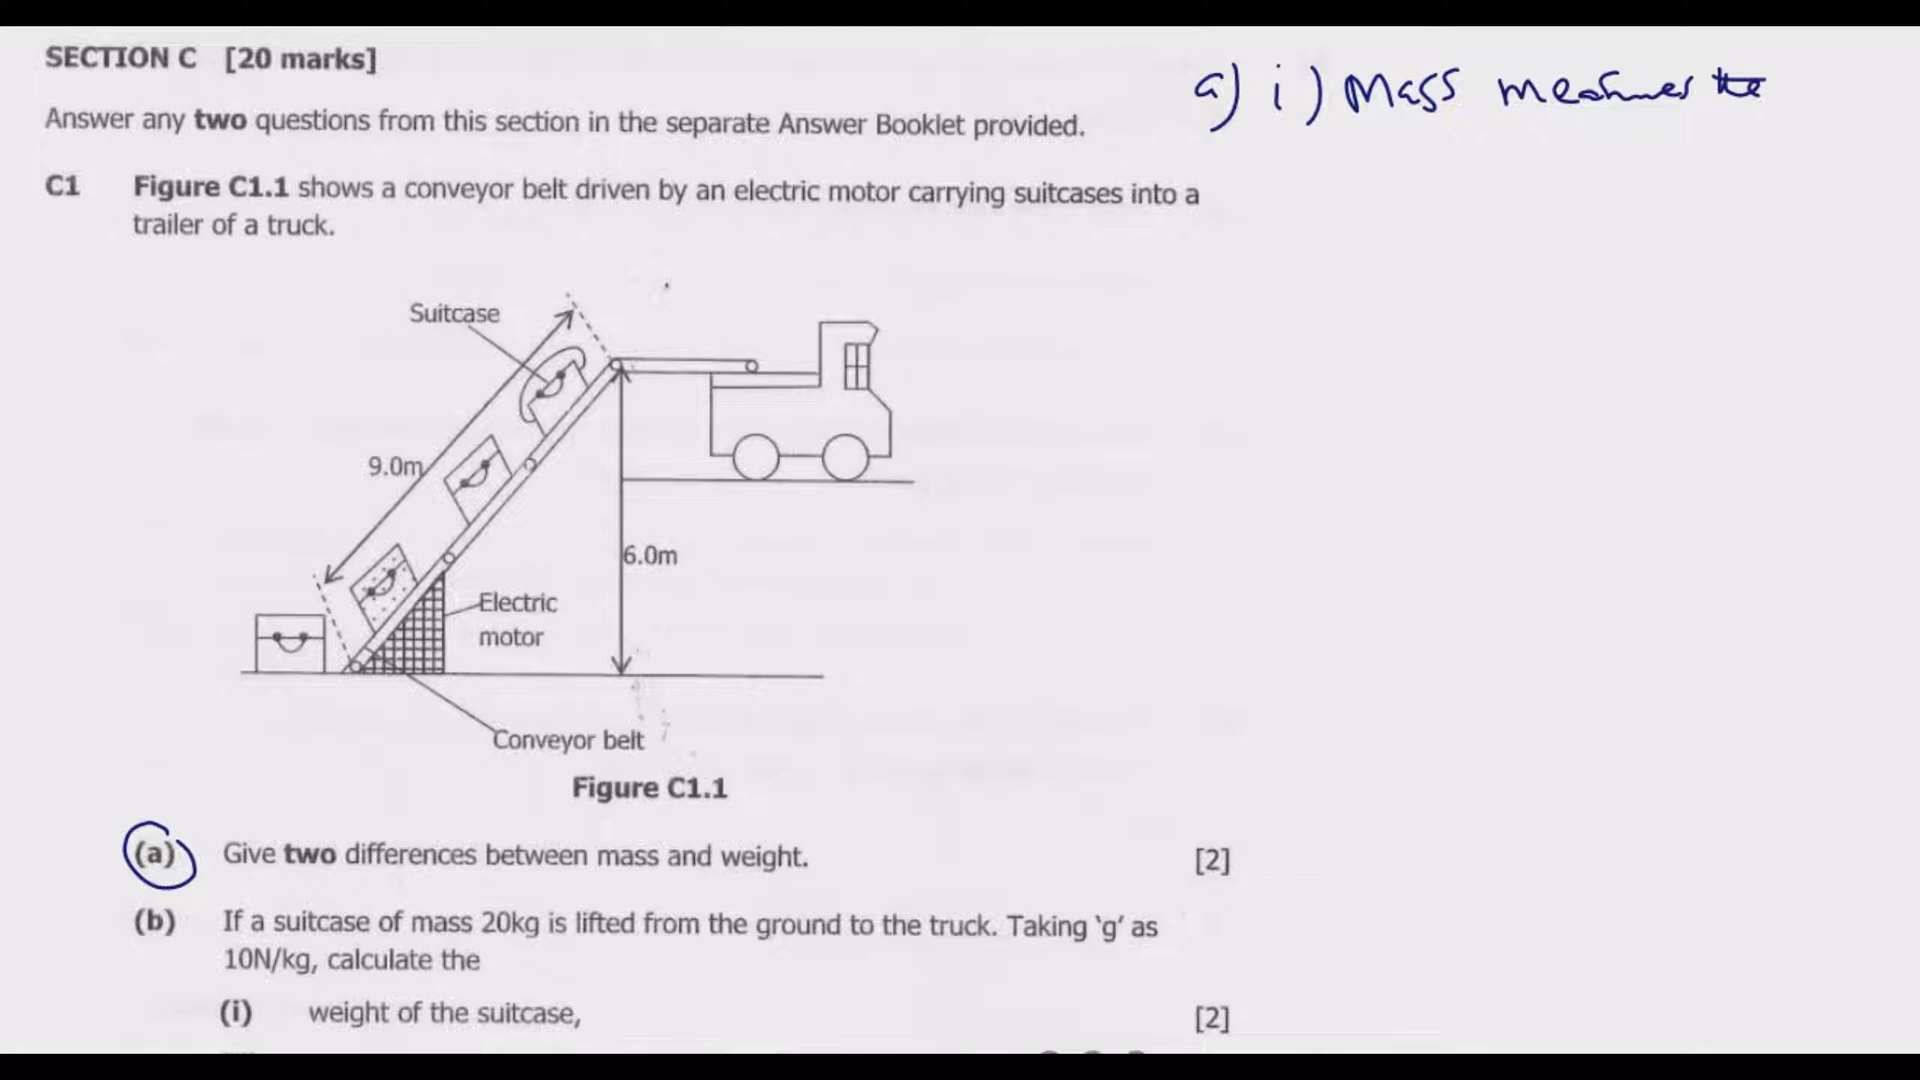 SECTION C [20 marks]
a) i) Mass measures the
Answer any two questions from this section in the separate Answer Booklet provided.
C1 Figure C1.1 shows a conveyor belt driven by an electric motor carrying suitcases into a
trailer of a truck.
Suitcase
9.0m
6.0m
Electric
motor
Conveyor belt
Figure C1.1
(a) Give two differences between mass and weight. [2]
(b) If a suitcase of mass 20kg is lifted from the ground to the truck. Taking ‘g’ as
10N/kg, calculate the
(i) weight of the suitcase, [2]